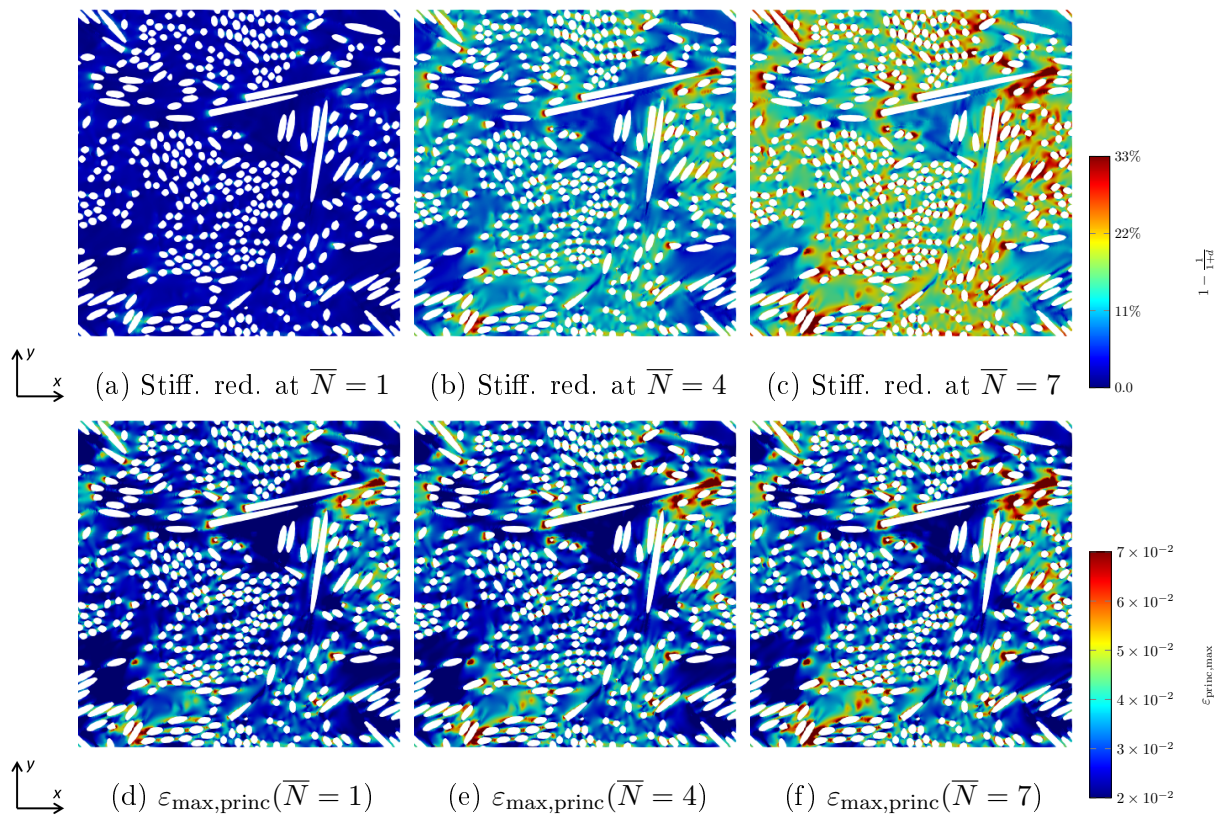 33%
22%
11%
0.0
1 − 1/(1+d)
y
x
(a) Stiff. red. at N̅ = 1
(b) Stiff. red. at N̅ = 4
(c) Stiff. red. at N̅ = 7
7 × 10⁻²
6 × 10⁻²
5 × 10⁻²
4 × 10⁻²
3 × 10⁻²
2 × 10⁻²
ε_princ,max
y
x
(d) ε_max,princ(N̅ = 1)
(e) ε_max,princ(N̅ = 4)
(f) ε_max,princ(N̅ = 7)